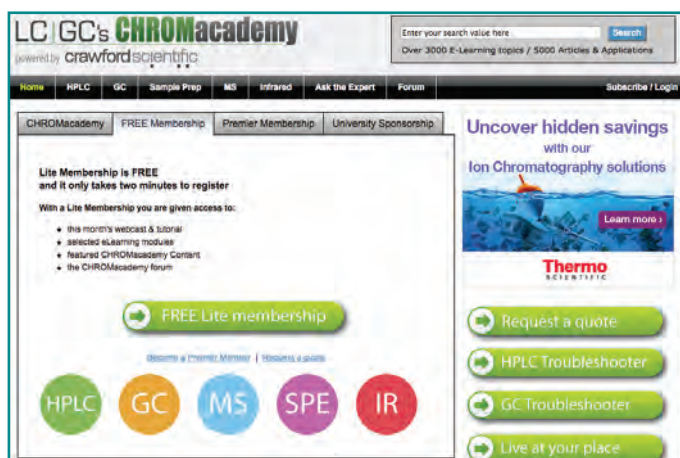 LC|GC's CHROMacademy
powered by crawfordscientific
Enter your search value here
Search
Over 3000 E-Learning topics / 5000 Articles & Applications
Home HPLC GC Sample Prep MS Infrared Ask the Expert Forum Subscribe / Login
CHROMacademy FREE Membership Premier Membership University Sponsorship
Lite Membership is FREE
and it only takes two minutes to register
With a Lite Membership you are given access to:
this month's webcast & tutorial
selected eLearning modules
featured CHROMacademy Content
the CHROMacademy forum
FREE Lite membership
Become a Premier Member | Request a quote
HPLC GC MS SPE IR
Uncover hidden savings
with our
Ion Chromatography solutions
Learn more ›
Thermo
SCIENTIFIC
Request a quote
HPLC Troubleshooter
GC Troubleshooter
Live at your place